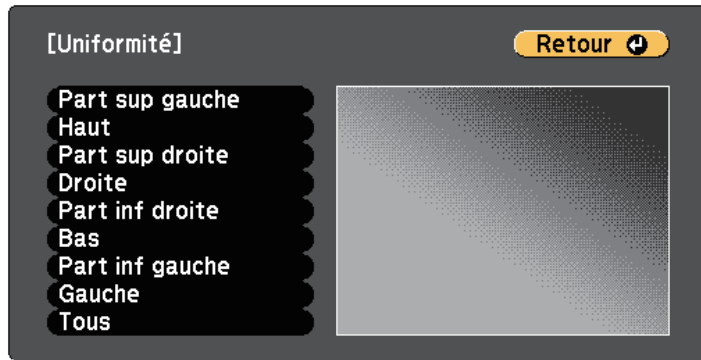 [Uniformité]
Retour
Part sup gauche
Haut
Part sup droite
Droite
Part inf droite
Bas
Part inf gauche
Gauche
Tous